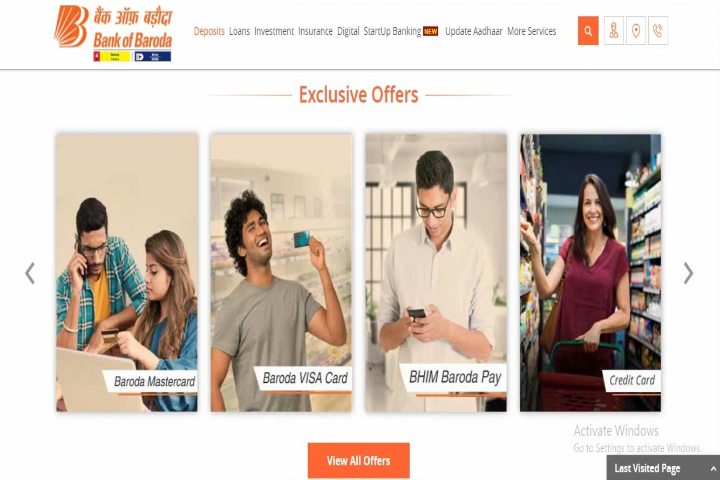 बैंक ऑफ़ बड़ौदा
Bank of Baroda
Deposits Loans Investment Insurance Digital StartUp Banking NEW Update Aadhaar More Services
Exclusive Offers
Baroda Mastercard
Baroda VISA Card
BHIM Baroda Pay
Credit Card
View All Offers
Activate Windows
Go to Settings to activate Windows.
Last Visited Page